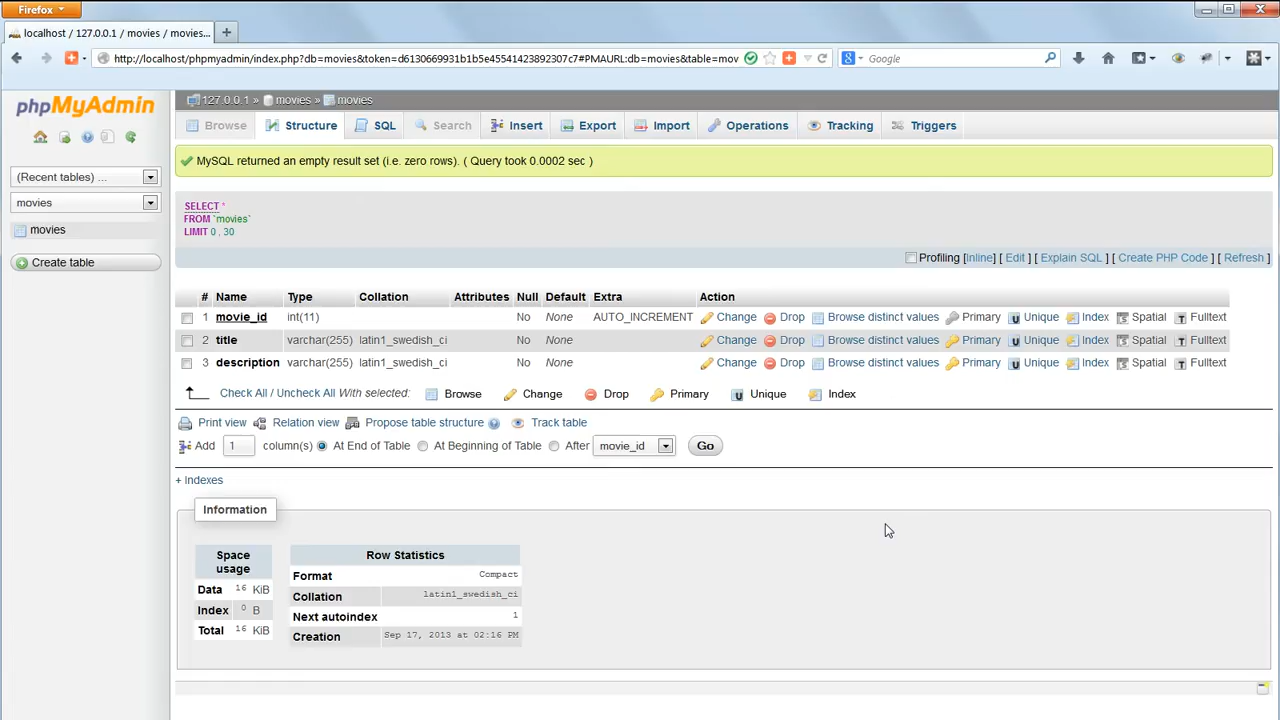 Firefox
localhost / 127.0.0.1 / movies / movies...
http://localhost/phpmyadmin/index.php?db=movies&token=d6130669931b1b5e45541423892307c7#PMAURL:db=movies&table=mov
Google
phpMyAdmin
127.0.0.1 » movies » movies
Browse Structure SQL Search Insert Export Import Operations Tracking Triggers
(Recent tables) ...
movies
movies
Create table
MySQL returned an empty result set (i.e. zero rows). ( Query took 0.0002 sec )
SELECT *
FROM `movies`
LIMIT 0 , 30
Profiling [Inline] [ Edit ] [ Explain SQL ] [ Create PHP Code ] [ Refresh ]
# Name Type Collation Attributes Null Default Extra Action
1 movie_id int(11) No None AUTO_INCREMENT Change Drop Browse distinct values Primary Unique Index Spatial Fulltext
2 title varchar(255) latin1_swedish_ci No None Change Drop Browse distinct values Primary Unique Index Spatial Fulltext
3 description varchar(255) latin1_swedish_ci No None Change Drop Browse distinct values Primary Unique Index Spatial Fulltext
Check All / Uncheck All With selected: Browse Change Drop Primary Unique Index
Print view Relation view Propose table structure Track table
Add 1 column(s) At End of Table At Beginning of Table After movie_id Go
+ Indexes
Information
Space
usage
Data 16 KiB
Index 0 B
Total 16 KiB
Row Statistics
Format Compact
Collation latin1_swedish_ci
Next autoindex 1
Creation Sep 17, 2013 at 02:16 PM